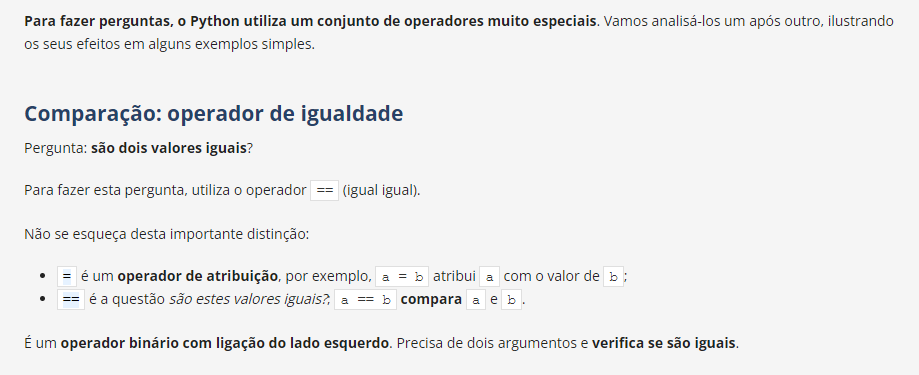 Para fazer perguntas, o Python utiliza um conjunto de operadores muito especiais. Vamos analisá-los um após outro, ilustrando
os seus efeitos em alguns exemplos simples.
Comparação: operador de igualdade
Pergunta: são dois valores iguais?
Para fazer esta pergunta, utiliza o operador == (igual igual).
Não se esqueça desta importante distinção:
• = é um operador de atribuição, por exemplo, a = b atribui a com o valor de b;
• == é a questão são estes valores iguais?; a == b compara a e b.
É um operador binário com ligação do lado esquerdo. Precisa de dois argumentos e verifica se são iguais.